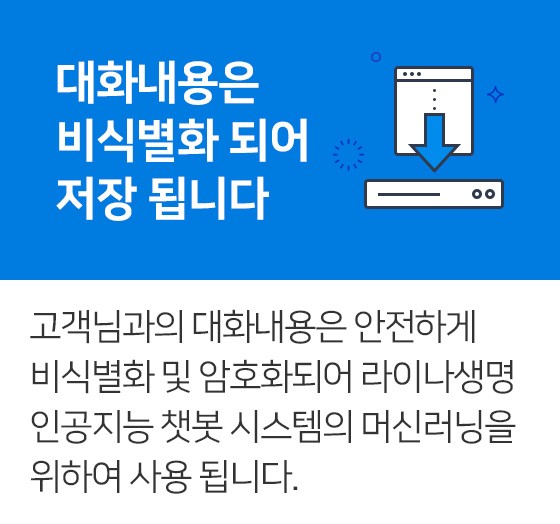 대화내용은
비식별화 되어
저장 됩니다
고객님과의 대화내용은 안전하게
비식별화 및 암호화되어 라이나생명
인공지능 챗봇 시스템의 머신러닝을
위하여 사용 됩니다.